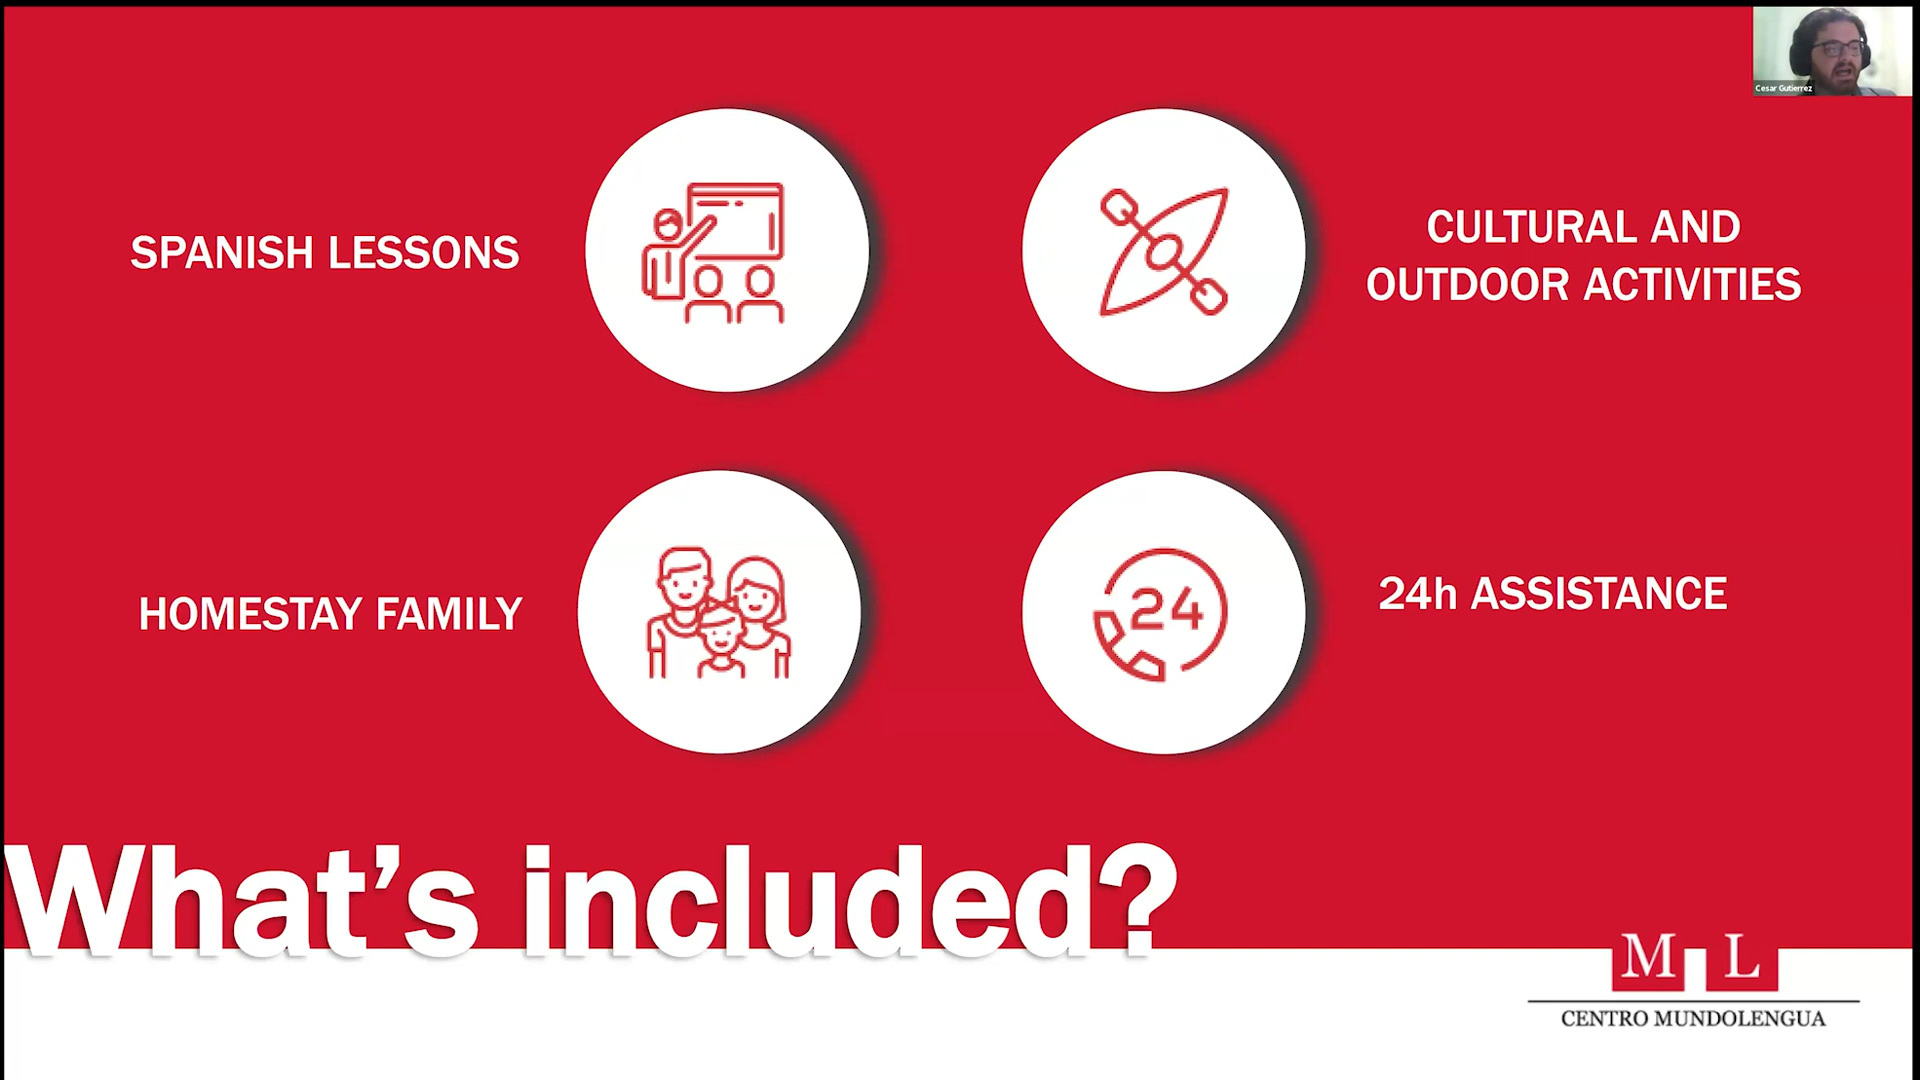 Cesar Gutierrez
SPANISH LESSONS
CULTURAL AND
OUTDOOR ACTIVITIES
HOMESTAY FAMILY
24
24h ASSISTANCE
What's included?
M L
CENTRO MUNDOLENGUA